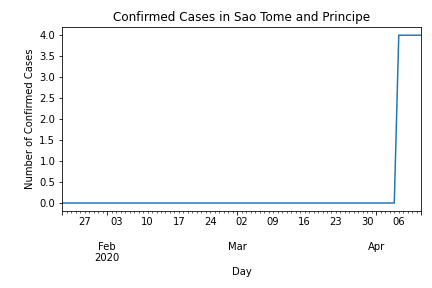 Confirmed Cases in Sao Tome and Principe
4.0
3.5
3.0
2.5
2.0
1.5
1.0
0.5
0.0
Number of Confirmed Cases
27 03 10 17 24 02 09 16 23 30 06
Feb Mar Apr
2020
Day